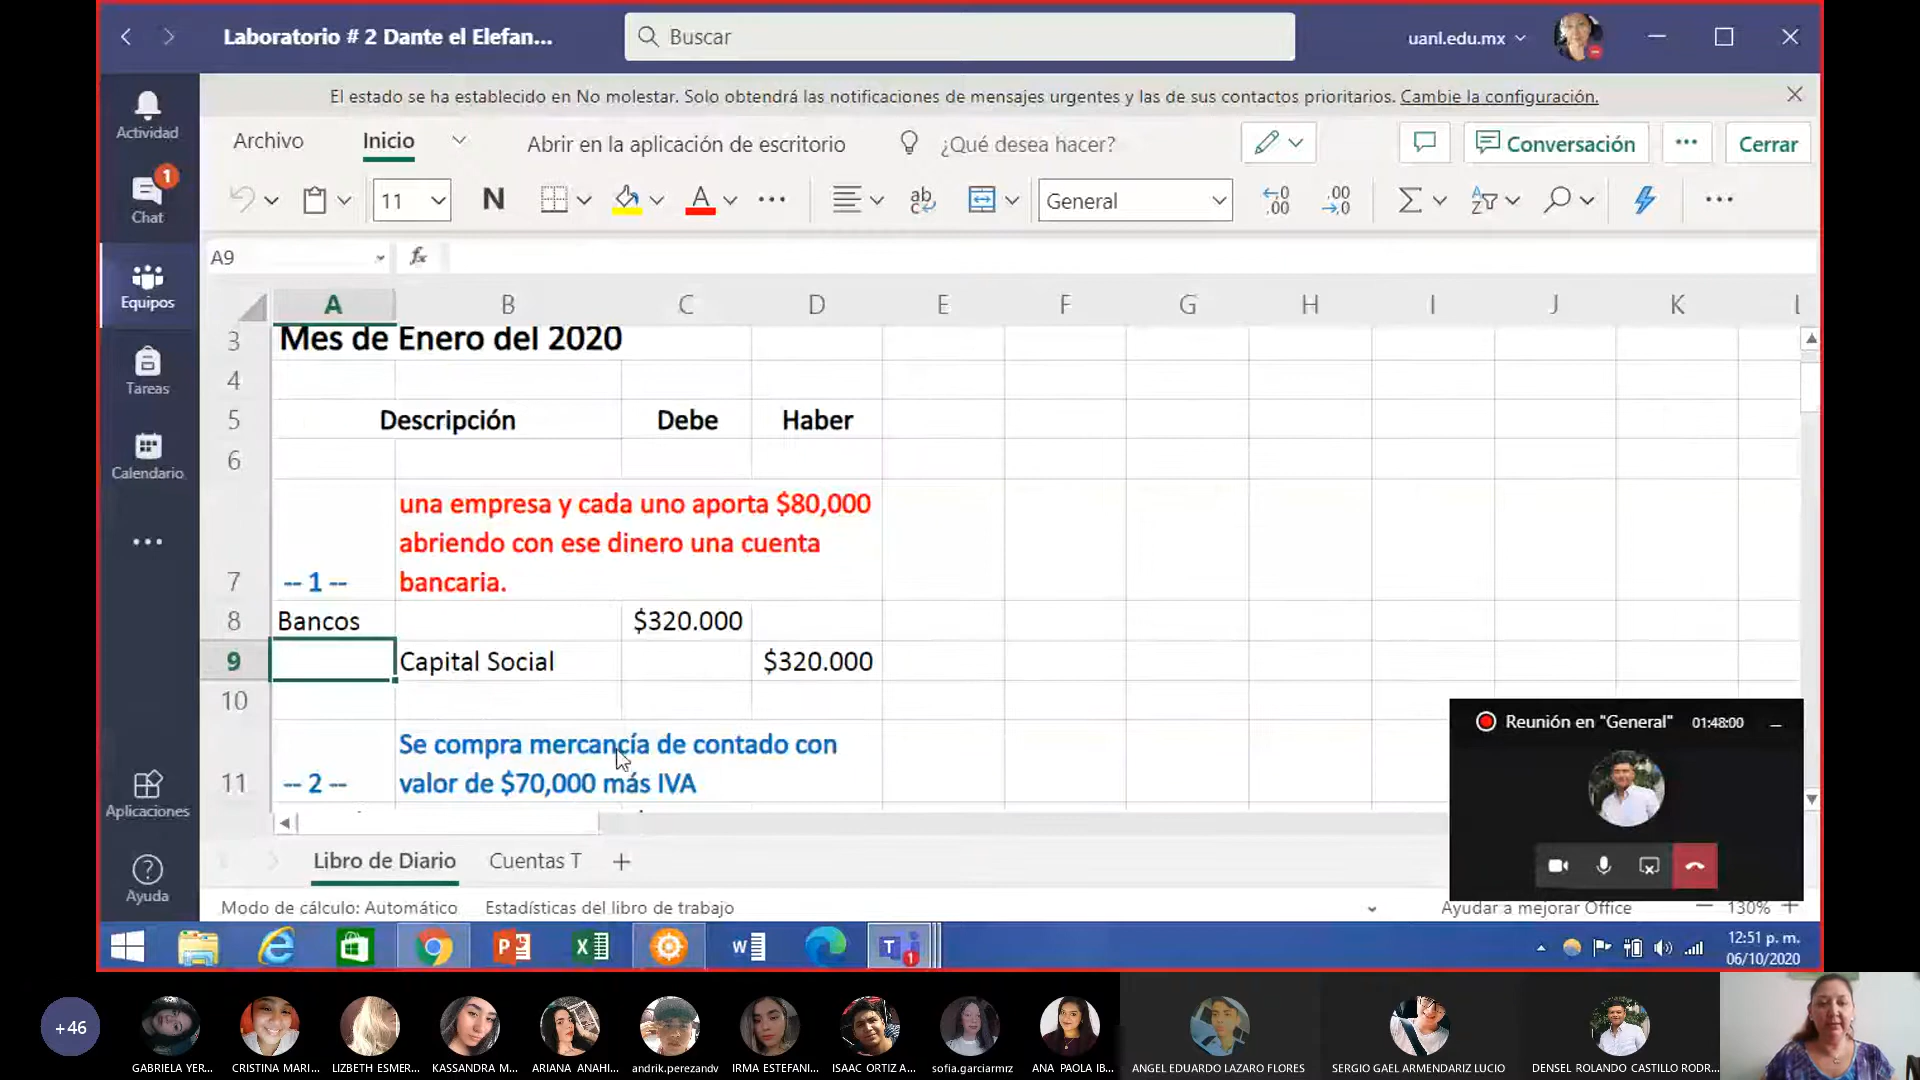 Laboratorio # 2 Dante el Elefan...
Buscar
uanl.edu.mx
El estado se ha establecido en No molestar. Solo obtendrá las notificaciones de mensajes urgentes y las de sus contactos prioritarios. Cambie la configuración.
Actividad
1
Chat
Equipos
Tareas
Calendario
Aplicaciones
Ayuda
Archivo Inicio Abrir en la aplicación de escritorio ¿Qué desea hacer? Conversación Cerrar
11 N A ab General
A9 fx
A B C D E F G H I J K L
3 Mes de Enero del 2020
4
5 Descripción Debe Haber
6
una empresa y cada uno aporta $80,000
abriendo con ese dinero una cuenta
7 -- 1 -- bancaria.
8 Bancos $320.000
9 Capital Social $320.000
10
Se compra mercancía de contado con
11 -- 2 -- valor de $70,000 más IVA
Libro de Diario Cuentas T
Modo de cálculo: Automático Estadísticas del libro de trabajo Ayudar a mejorar Office 130%
Reunión en "General" 01:48:00
12:51 p. m.
06/10/2020
+46
GABRIELA YER...
CRISTINA MARI...
LIZBETH ESMER...
KASSANDRA M...
ARIANA ANAHI...
andrik.perezandv
IRMA ESTEFANI...
ISAAC ORTIZ A...
sofia.garciarmrz
ANA PAOLA IB...
ANGEL EDUARDO LAZARO FLORES
SERGIO GAEL ARMENDARIZ LUCIO
DENSEL ROLANDO CASTILLO RODR...